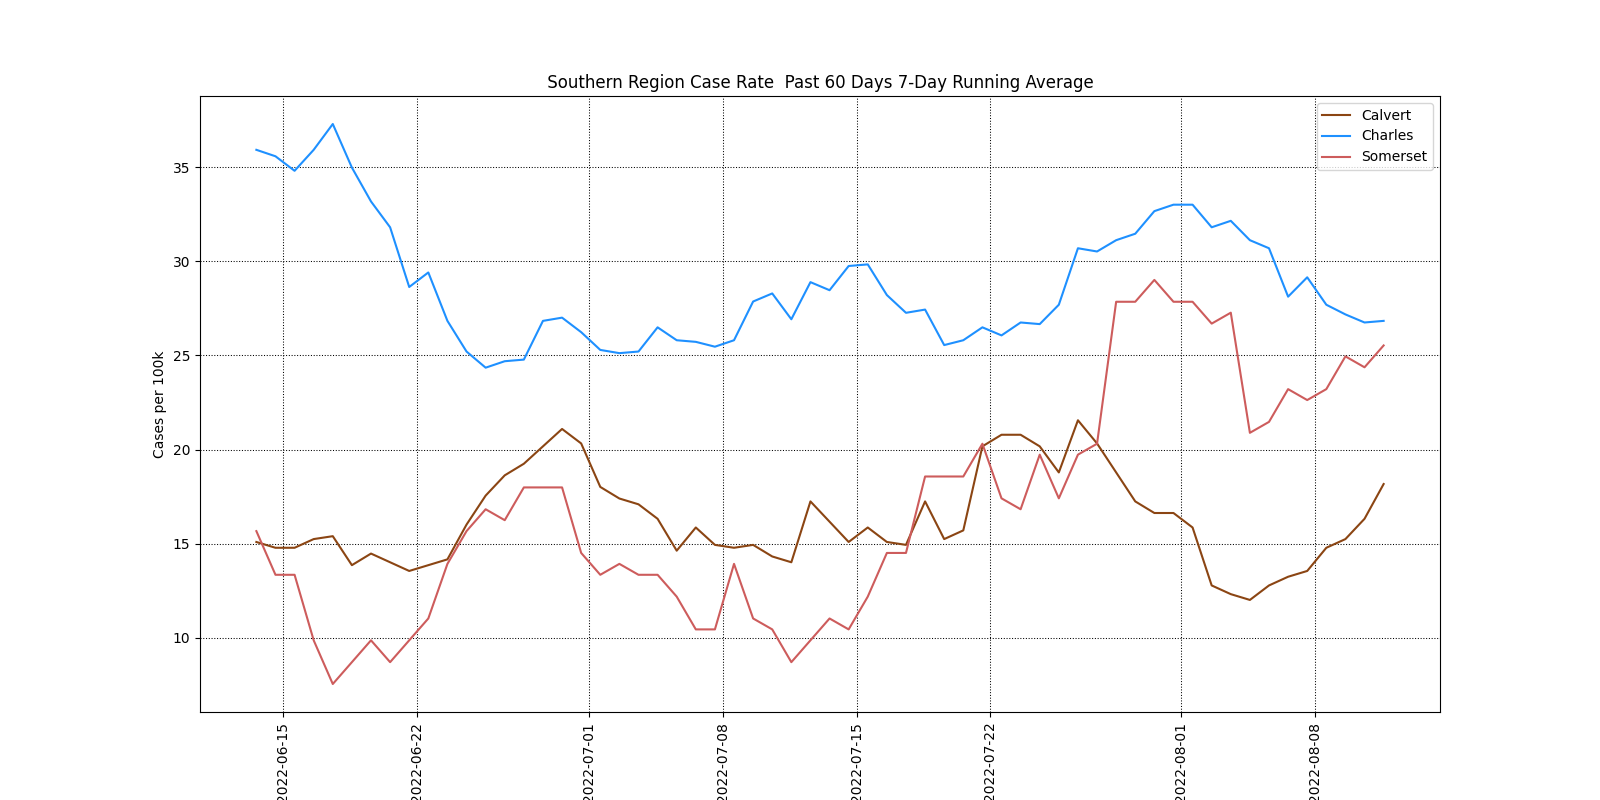 Southern Region Case Rate  Past 60 Days 7-Day Running Average
Calvert
Charles
Somerset
Cases per 100k
35
30
25
20
15
10
2022-06-15
2022-06-22
2022-07-01
2022-07-08
2022-07-15
2022-07-22
2022-08-01
2022-08-08